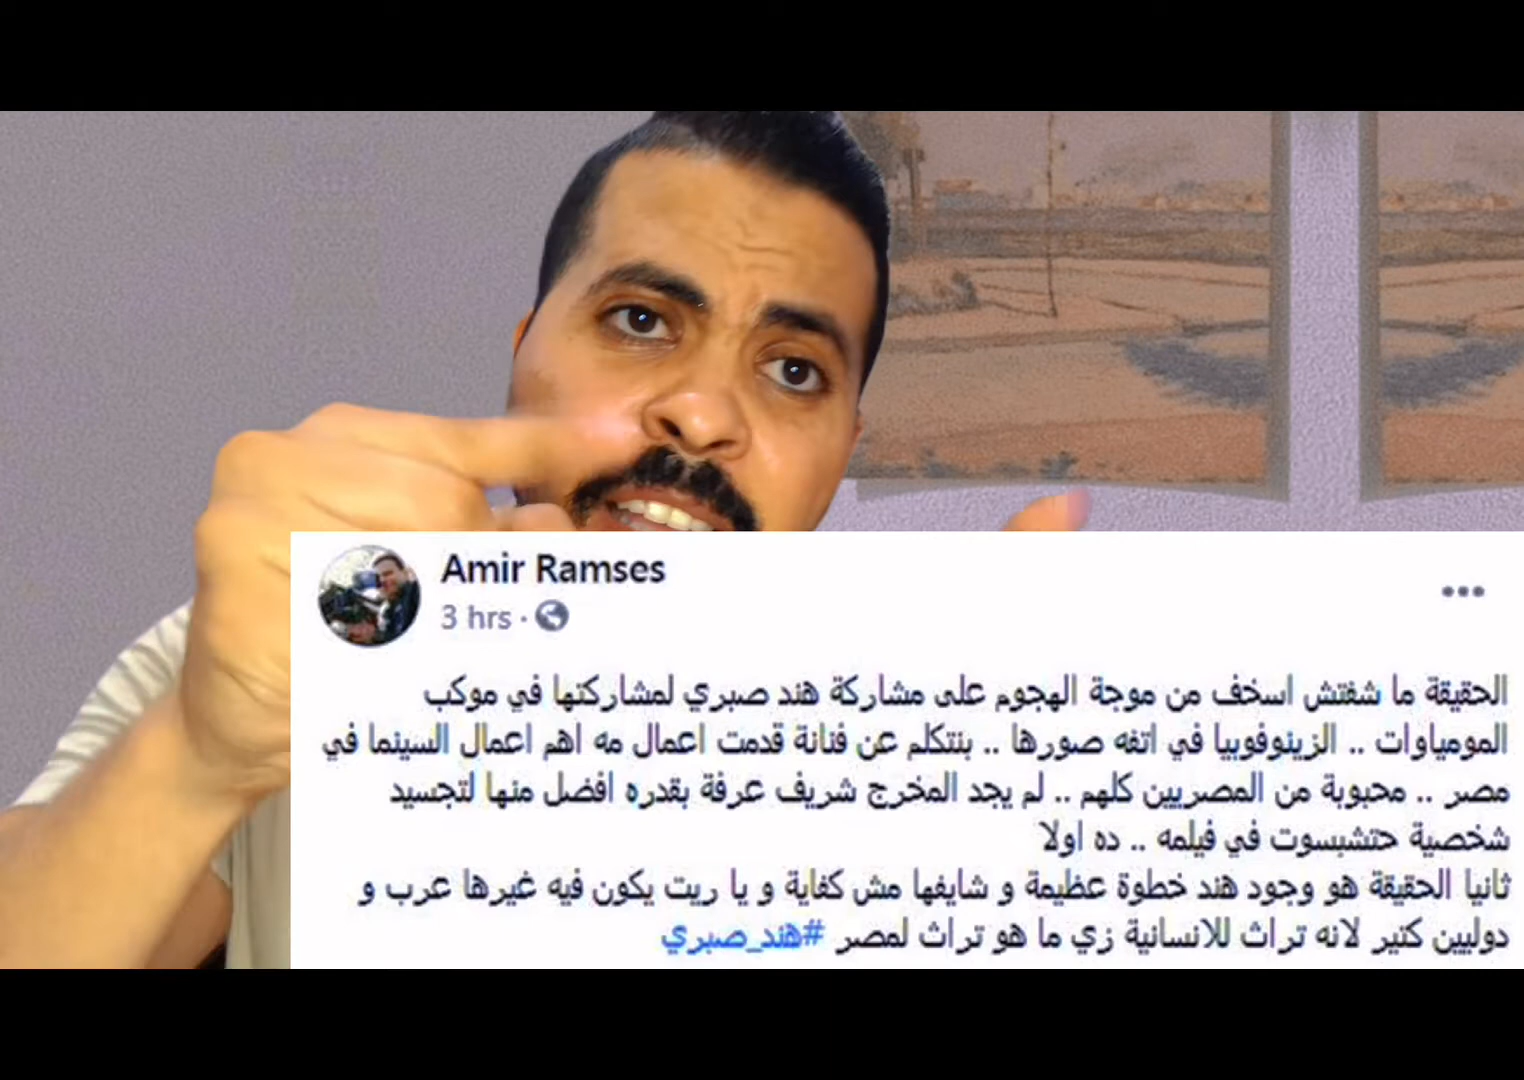 Amir Ramses
3 hrs ·
الحقيقة ما شفتش اسخف من موجة الهجوم على مشاركة هند صبري لمشاركتها في موكب
المومياوات .. الزينوفوبيا في اتفه صورها .. بنتكلم عن فنانة قدمت اعمال مه اهم اعمال السينما في
مصر .. محبوبة من المصريين كلهم .. لم يجد المخرج شريف عرفة بقدره افضل منها لتجسيد
شخصية حتشبسوت في فيلمه .. ده اولا
ثانيا الحقيقة هو وجود هند خطوة عظيمة و شايفها مش كفاية و يا ريت يكون فيه غيرها عرب و
دوليين كتير لانه تراث للانسانية زي ما هو تراث لمصر #هند_صبري